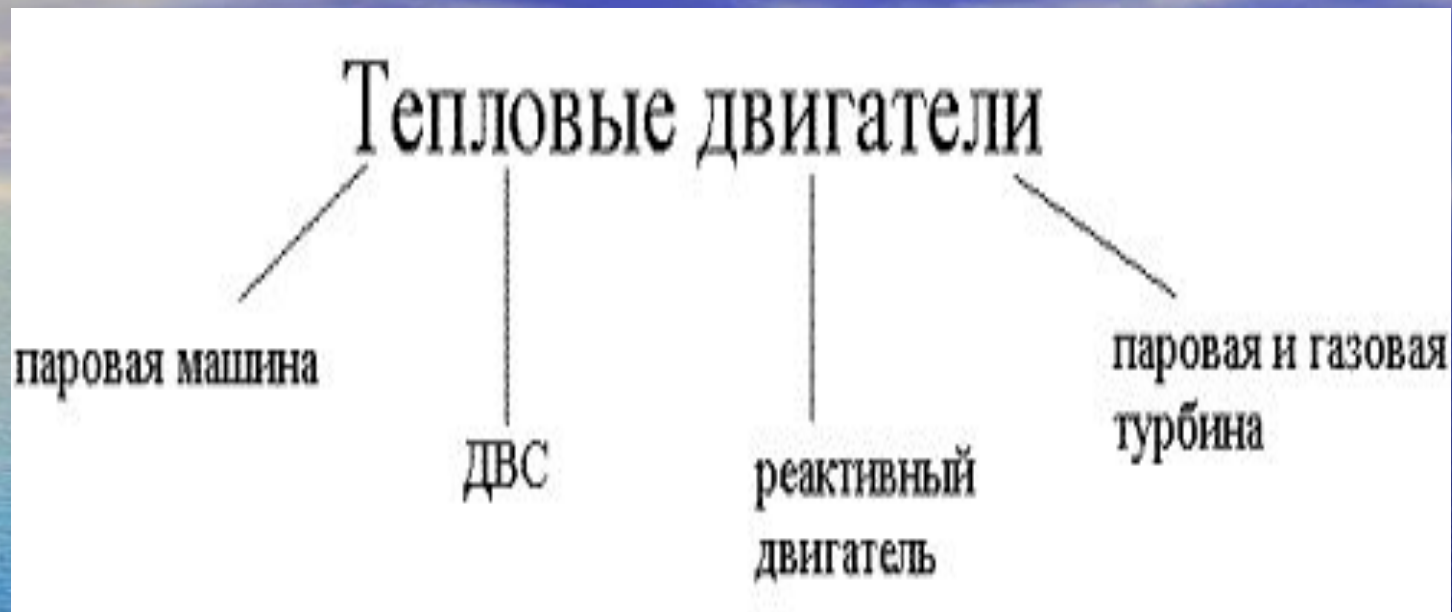 Тепловые двигатели
паровая машина
ДВС
реактивный
двигатель
паровая и газовая
турбина